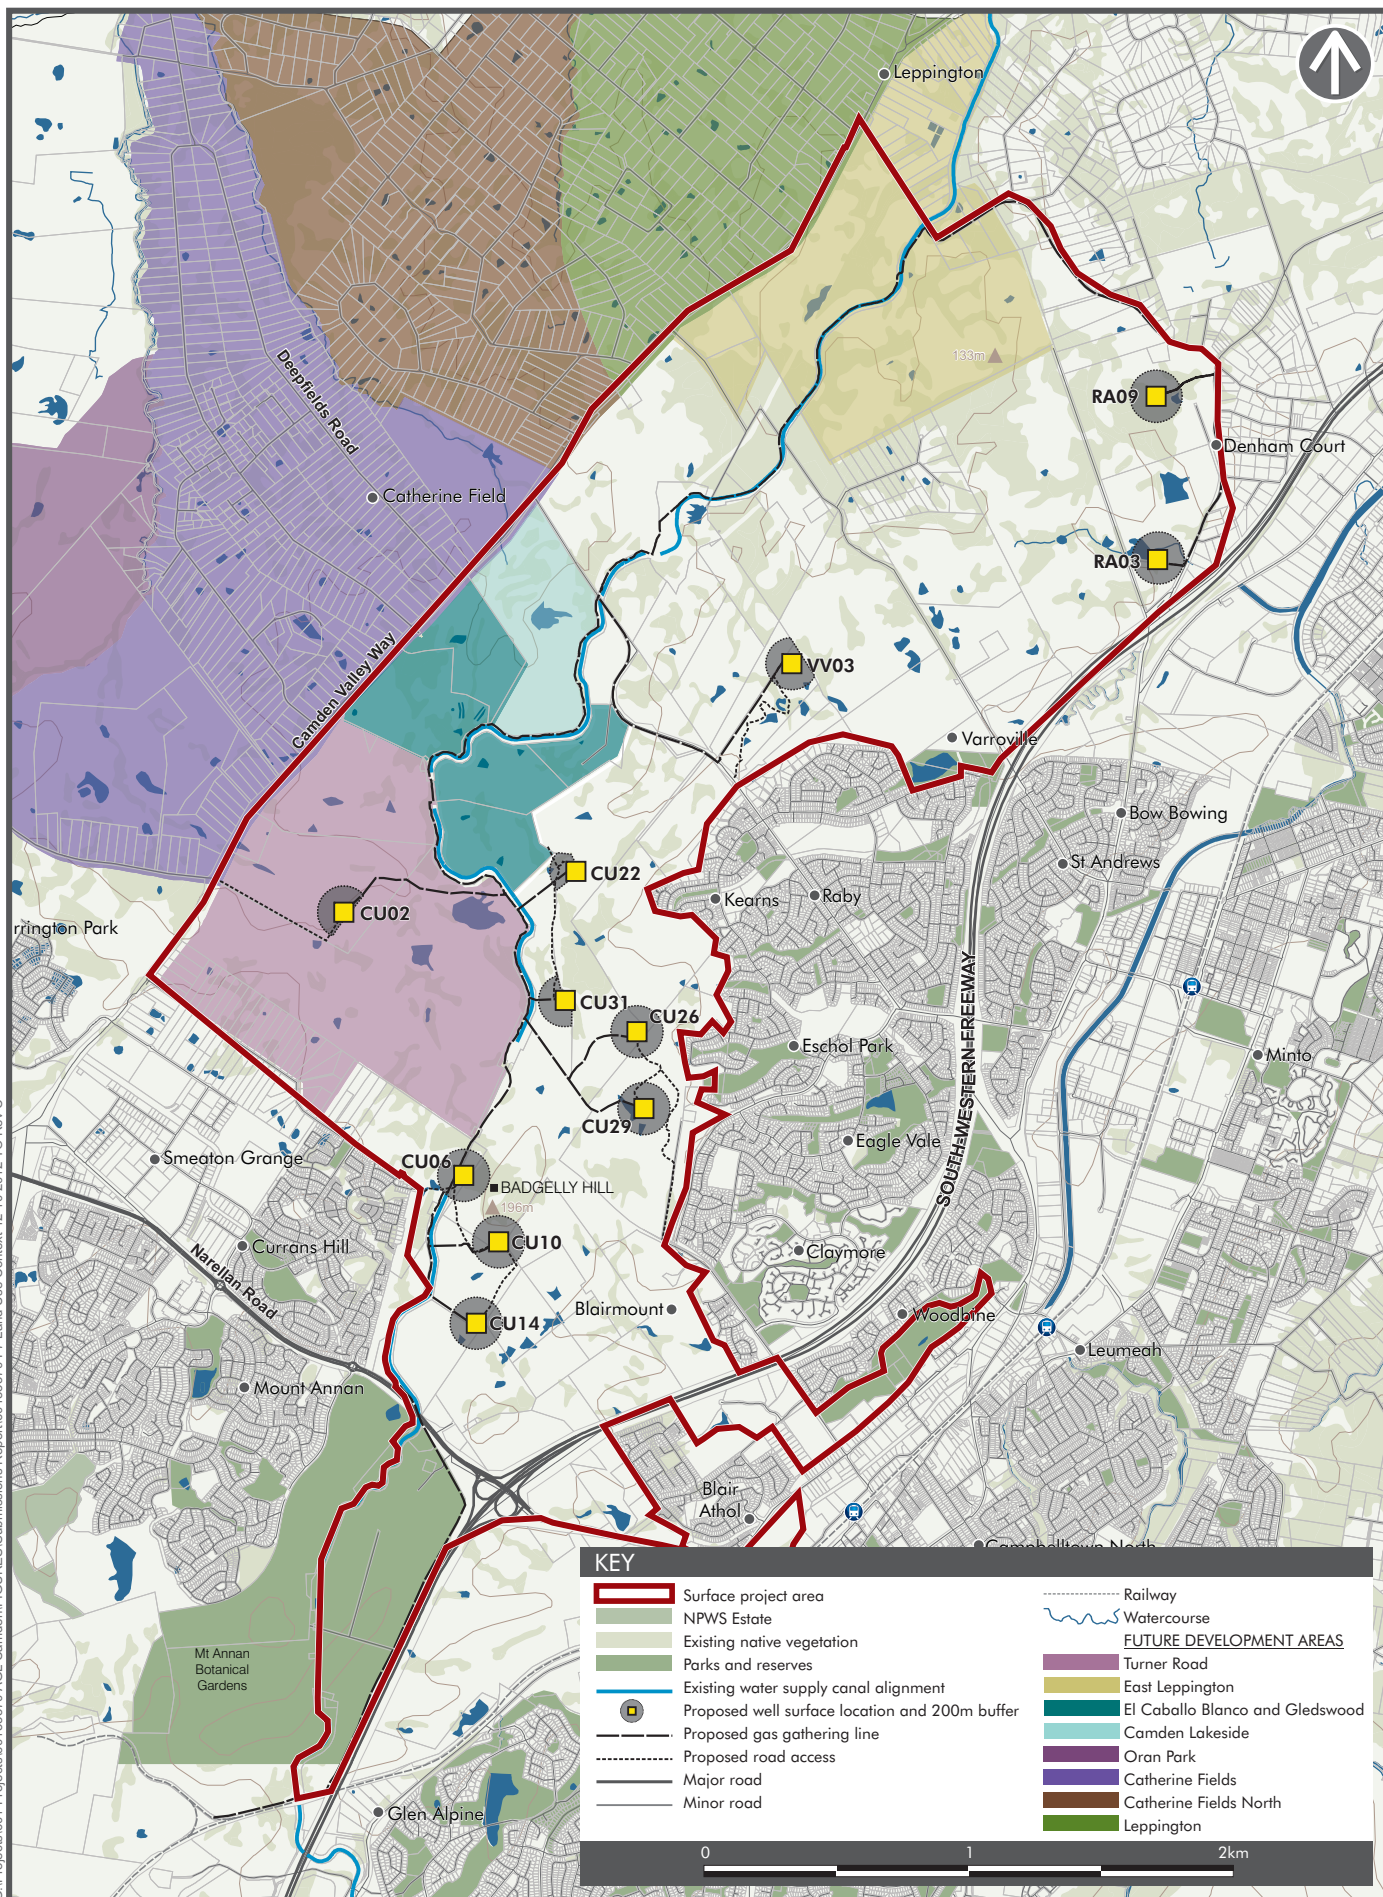 Leppington
133m
RA09
Denham Court
Deepfields Road
Catherine Field
RA03
Camden Valley Way
VV03
Varroville
Bow Bowing
St Andrews
CU22
Kearns
Raby
CU02
rrington Park
SOUTH WESTERN FREEWAY
CU31
CU26
Eschol Park
Minto
CU29
Eagle Vale
Smeaton Grange
CU06
BADGELLY HILL
196m
CU10
Claymore
Currans Hill
Narellan Road
Blairmount
CU14
Woodbine
Leumeah
Mount Annan
Blair
Athol
Campbelltown North
Mt Annan
Botanical
Gardens
Glen Alpine
KEY
Surface project area
NPWS Estate
Existing native vegetation
Parks and reserves
Existing water supply canal alignment
Proposed well surface location and 200m buffer
Proposed gas gathering line
Proposed road access
Major road
Minor road
Railway
Watercourse
FUTURE DEVELOPMENT AREAS
Turner Road
East Leppington
El Caballo Blanco and Gledswood
Camden Lakeside
Oran Park
Catherine Fields
Catherine Fields North
Leppington
0 1 2km